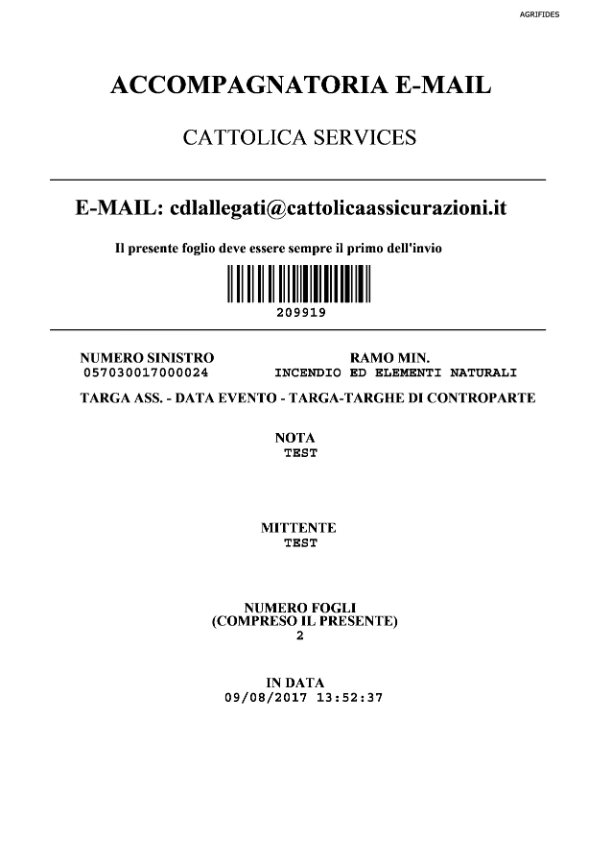 AGRIFIDES
ACCOMPAGNATORIA E-MAIL
CATTOLICA SERVICES
E-MAIL: cdlallegati@cattolicaassicurazioni.it
Il presente foglio deve essere sempre il primo dell'invio
209919
NUMERO SINISTRO RAMO MIN.
057030017000024 INCENDIO ED ELEMENTI NATURALI
TARGA ASS. - DATA EVENTO - TARGA-TARGHE DI CONTROPARTE
NOTA
TEST
MITTENTE
TEST
NUMERO FOGLI
(COMPRESO IL PRESENTE)
2
IN DATA
09/08/2017 13:52:37